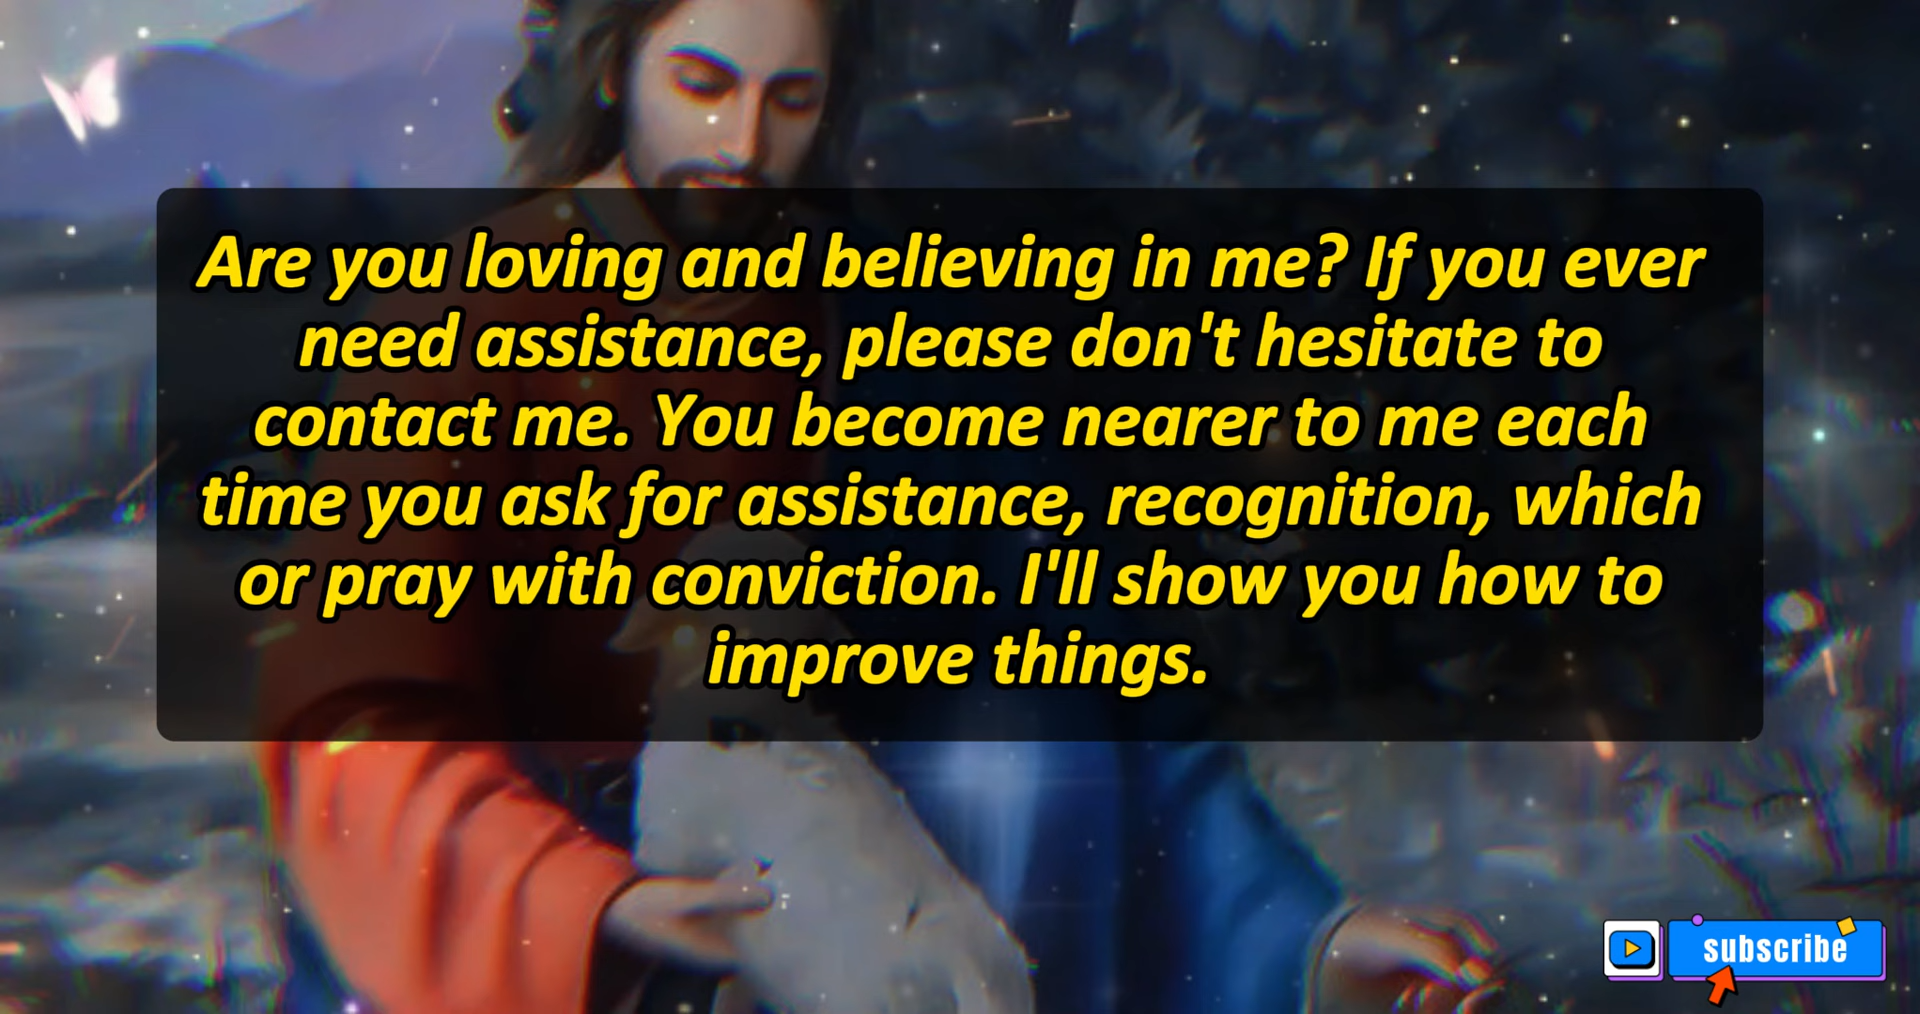 Are you loving and believing in me? If you ever
need assistance, please don't hesitate to
contact me. You become nearer to me each
time you ask for assistance, recognition, which
or pray with conviction. I'll show you how to
improve things.
subscribe